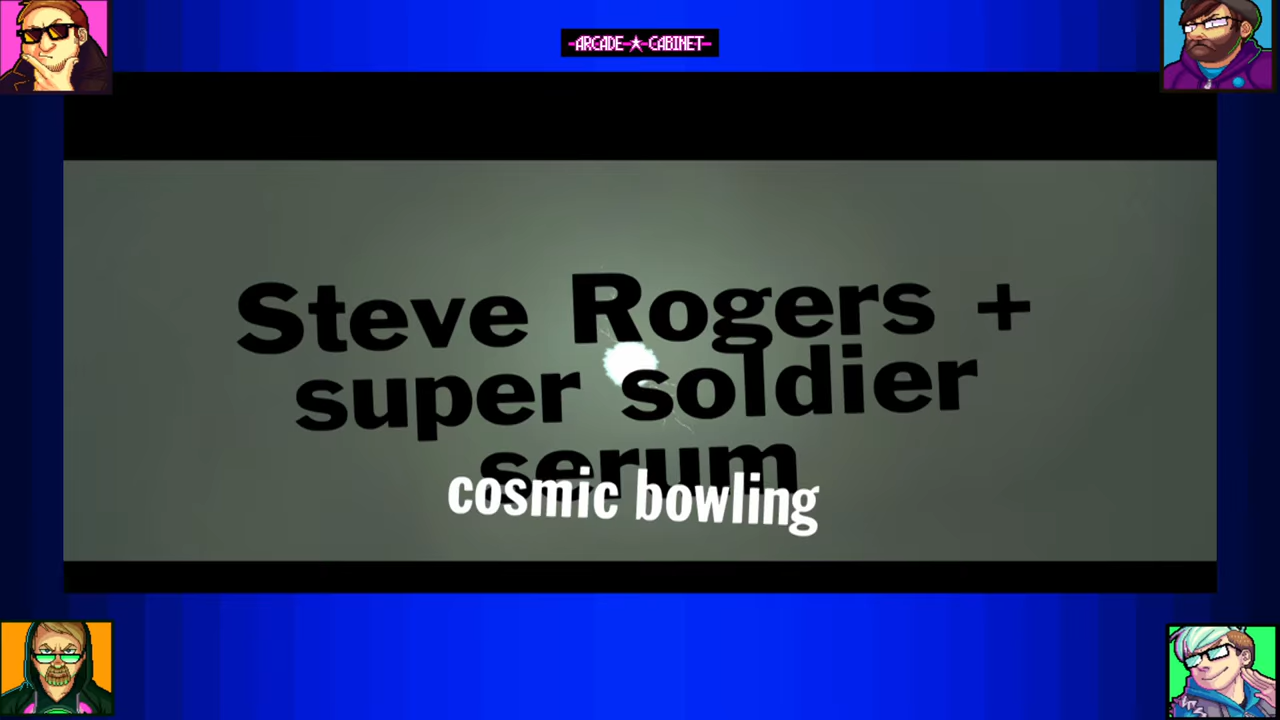 ARCADE★CABINET
Steve Rogers +
super soldier
serum
cosmic bowling